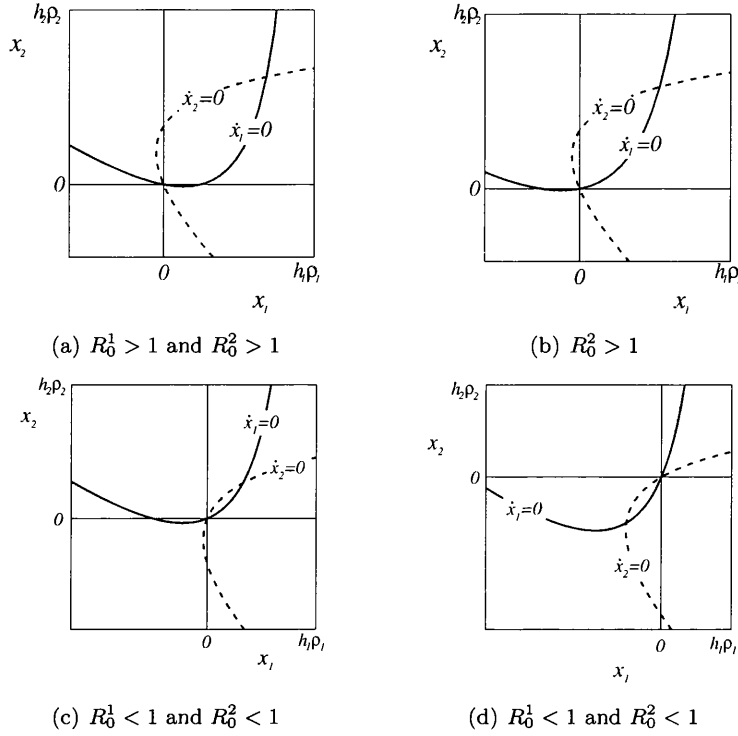 h₂ρ₂
x₂
ẋ₂=0
ẋ₁=0
0
0
h₁ρ₁
x₁
(a) R₀¹ > 1 and R₀² > 1
h₂ρ₂
x₂
ẋ₂=0
ẋ₁=0
0
0
h₁ρ₁
x₁
(b) R₀² > 1
h₂ρ₂
x₂
ẋ₁=0
ẋ₂=0
0
0
h₁ρ₁
x₁
(c) R₀¹ < 1 and R₀² < 1
h₂ρ₂
x₂
0
ẋ₁=0
ẋ₂=0
0
h₁ρ₁
x₁
(d) R₀¹ < 1 and R₀² < 1